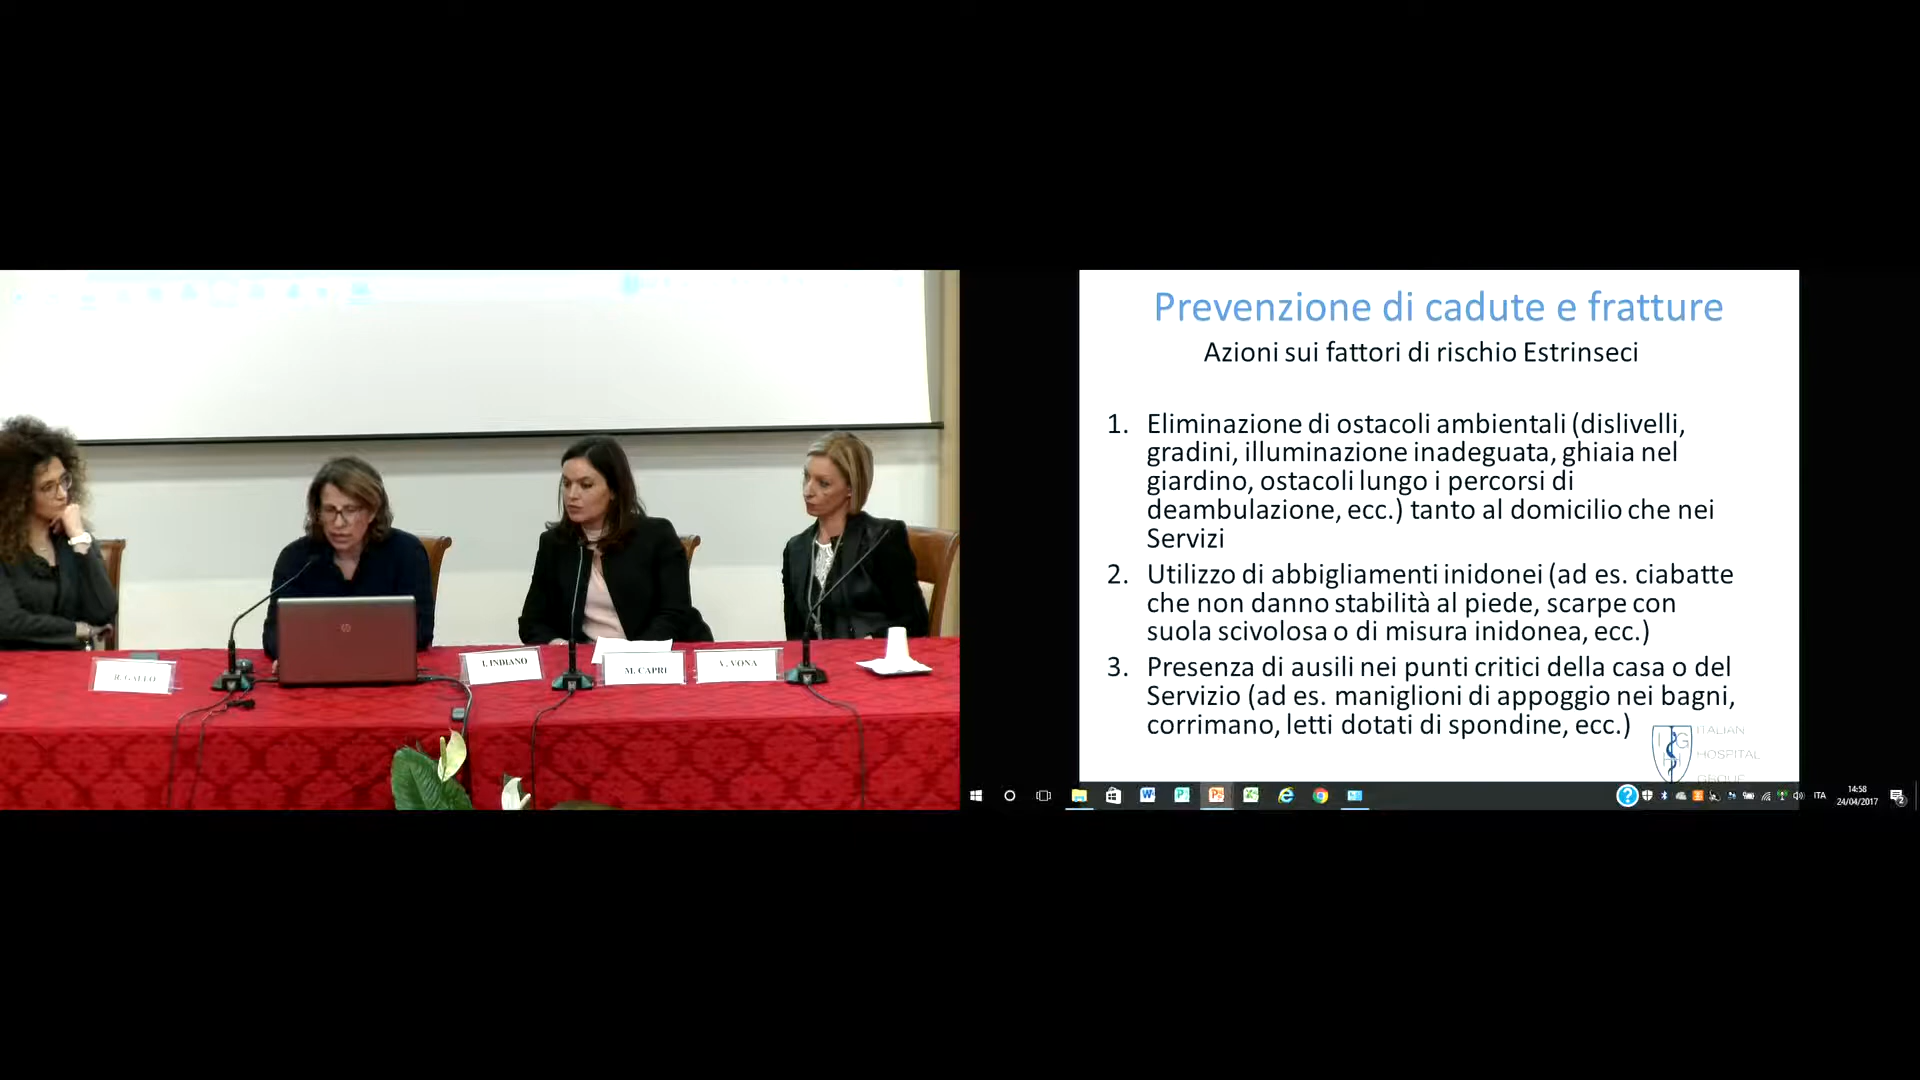 R. GALLO
I. INDIANO
M. CAPRI
V. VONA
Prevenzione di cadute e fratture
Azioni sui fattori di rischio Estrinseci
1. Eliminazione di ostacoli ambientali (dislivelli,
gradini, illuminazione inadeguata, ghiaia nel
giardino, ostacoli lungo i percorsi di
deambulazione, ecc.) tanto al domicilio che nei
Servizi
2. Utilizzo di abbigliamenti inidonei (ad es. ciabatte
che non danno stabilità al piede, scarpe con
suola scivolosa o di misura inidonea, ecc.)
3. Presenza di ausili nei punti critici della casa o del
Servizio (ad es. maniglioni di appoggio nei bagni,
corrimano, letti dotati di spondine, ecc.)
ITALIAN
HOSPITAL
GROUP
ITA
14:58
24/04/2017